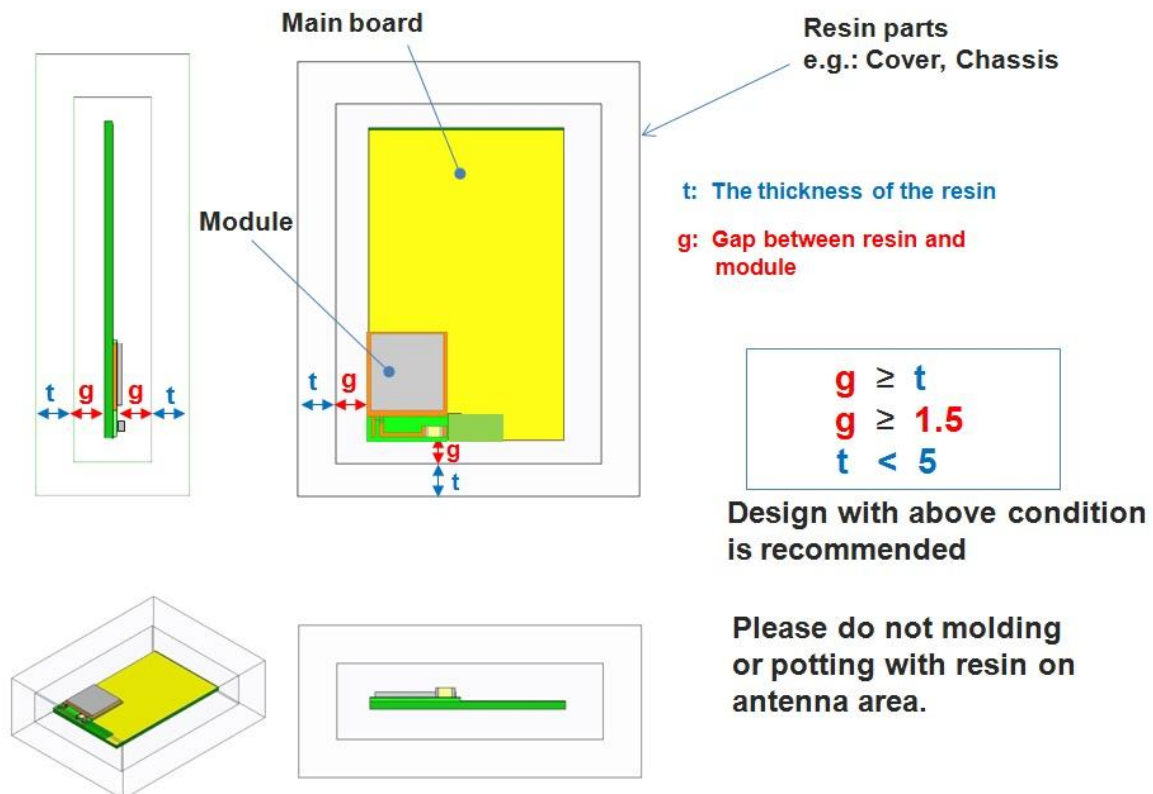 Main board
Resin parts
e.g.: Cover, Chassis
t: The thickness of the resin
Module
g: Gap between resin and
module
t g g t
t g
g
t
g ≥ t
g ≥ 1.5
t < 5
Design with above condition
is recommended
Please do not molding
or potting with resin on
antenna area.